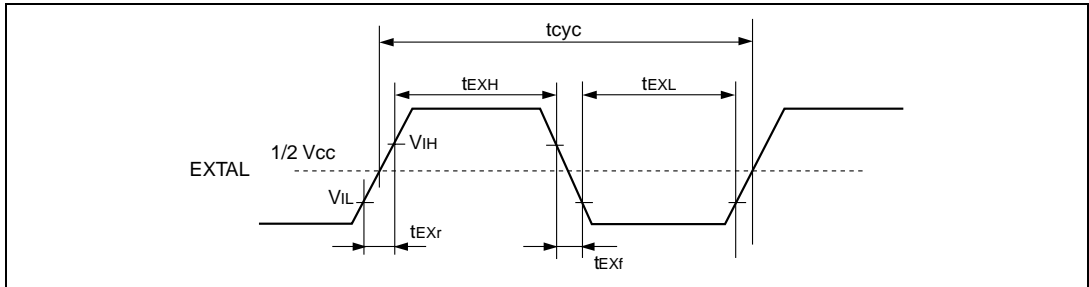 tcyc
tEXH
tEXL
VIH
1/2 Vcc
EXTAL
VIL
tEXr
tEXf